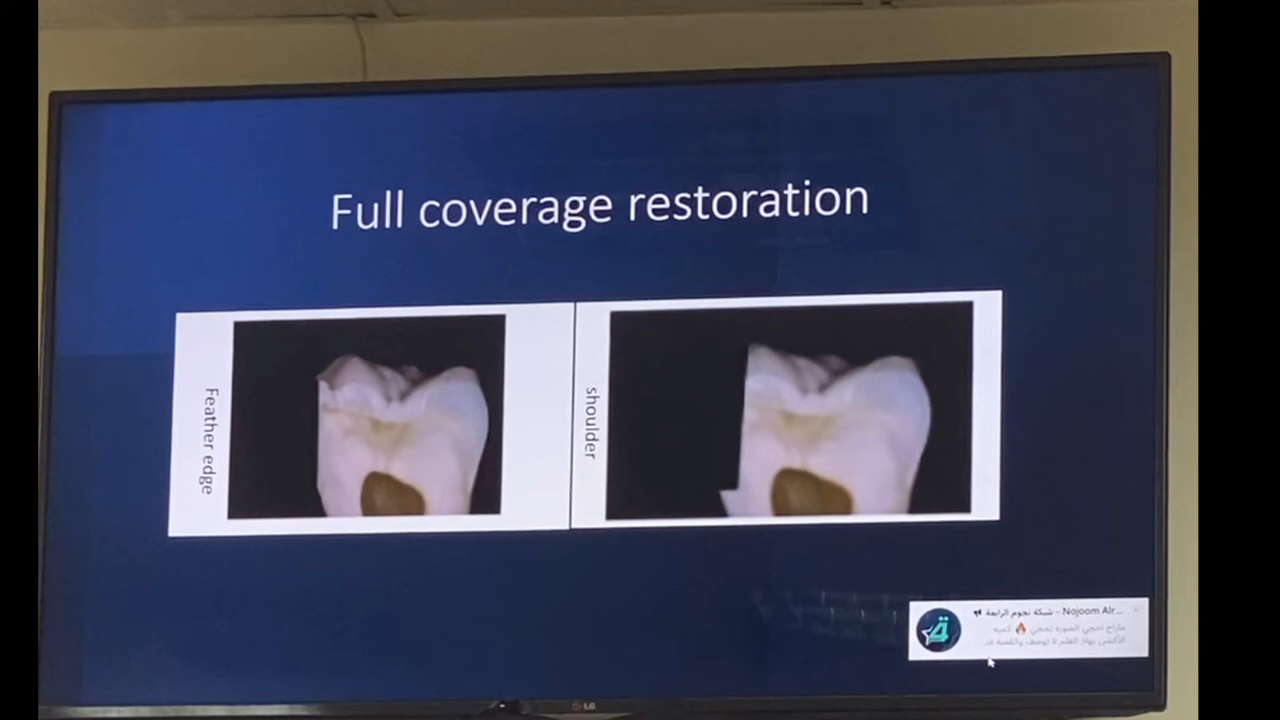 Full coverage restoration
Feather edge
shoulder
شبكة نجوم الرابعة - Nojoom Alr...
LG